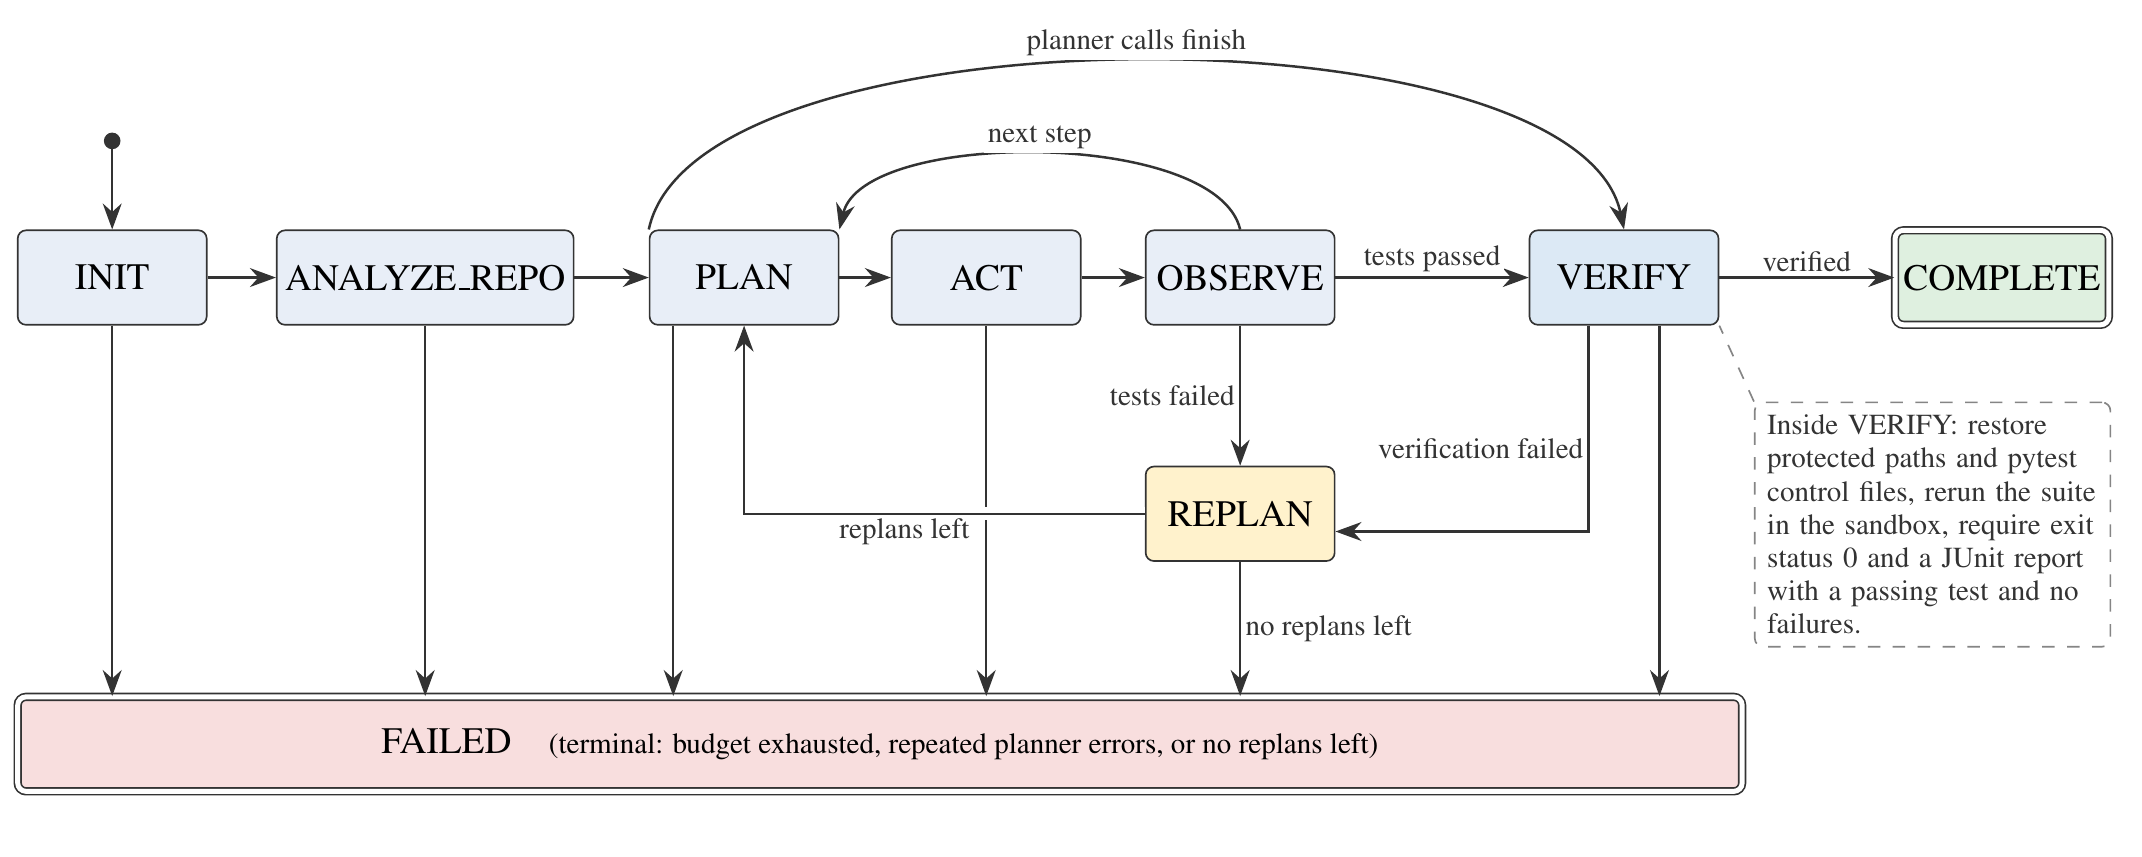 planner calls finish
next step
INIT
ANALYZE_REPO
PLAN
ACT
OBSERVE
tests passed
VERIFY
verified
COMPLETE
tests failed
verification failed
Inside VERIFY: restore
protected paths and pytest
control files, rerun the suite
in the sandbox, require exit
status 0 and a JUnit report
with a passing test and no
failures.
REPLAN
replans left
no replans left
FAILED (terminal: budget exhausted, repeated planner errors, or no replans left)